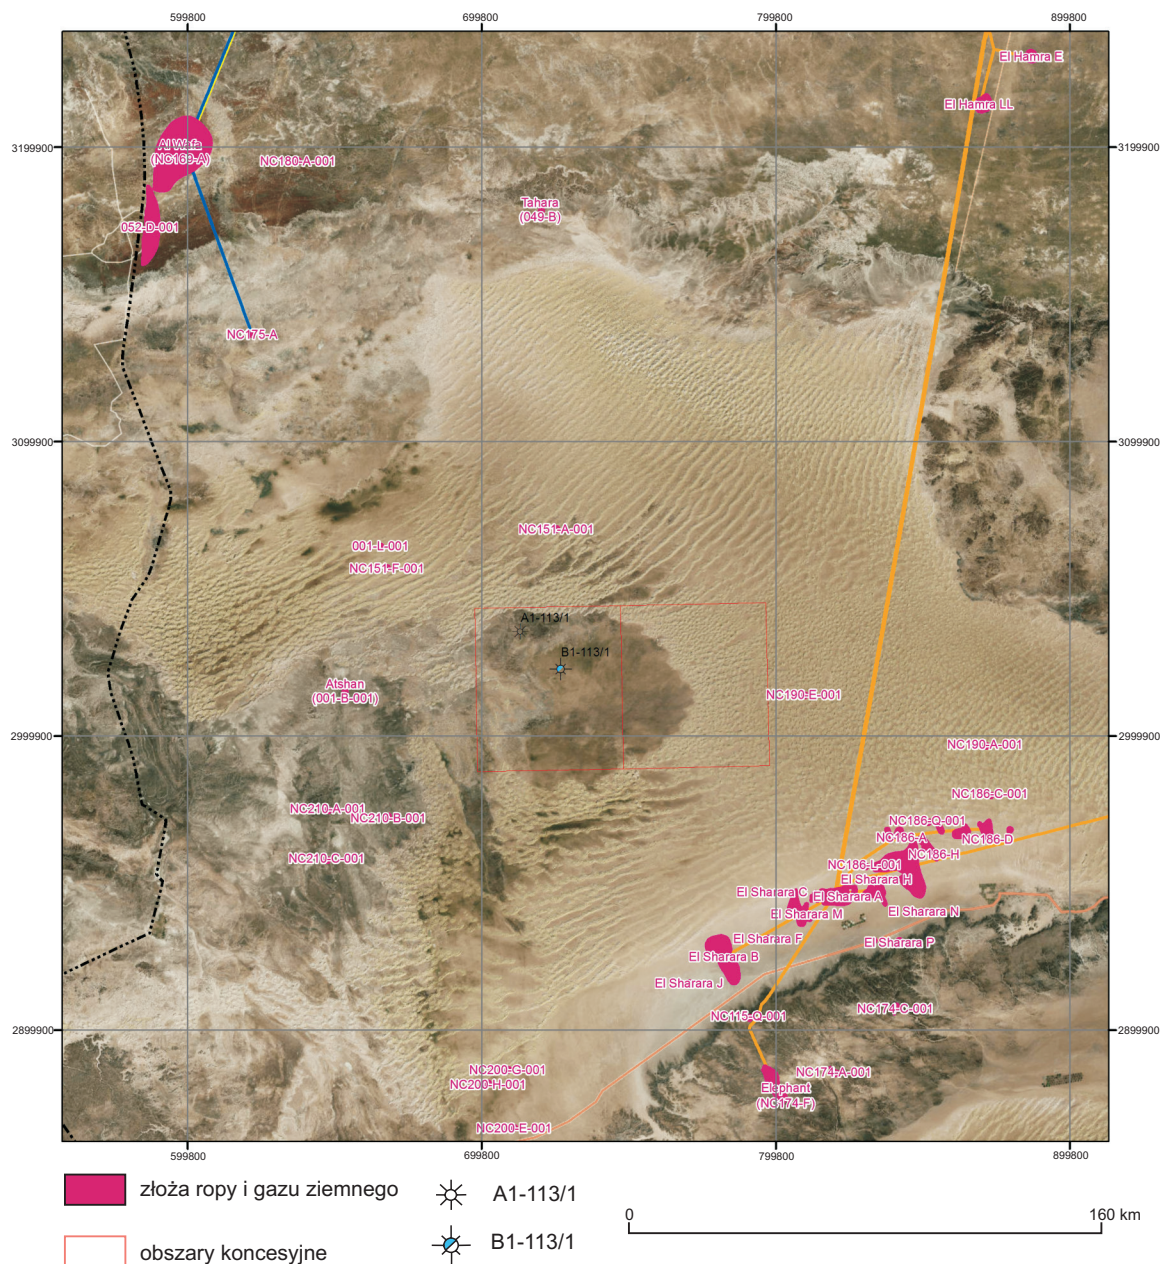 599800 699800 799800 899800
El Hamra E
El Hamra LL
3199900
Al Wafa
(NC169-A)
NC180-A-001
3199900
Tahara
(049-B)
052-D-001
NC175-A
3099900
3099900
NC151-A-001
001-L-001
NC151-F-001
A1-113/1
B1-113/1
Atshan
(001-B-001)
NC190-E-001
2999900
2999900
NC190-A-001
NC186-C-001
NC210-A-001
NC210-B-001
NC186-Q-001
NC186-A
NC186-D
NC210-C-001
NC186-H
NC186-L-001
El Sharara H
El Sharara C
El Sharara A
El Sharara M
El Sharara N
El Sharara F
El Sharara P
El Sharara B
El Sharara J
NC174-C-001
NC115-Q-001
2899900
2899900
NC200-G-001
NC174-A-001
NC200-H-001
Elephant
(NC174-F)
NC200-E-001
599800 699800 799800 899800
złoża ropy i gazu ziemnego
A1-113/1
0 160 km
obszary koncesyjne
B1-113/1